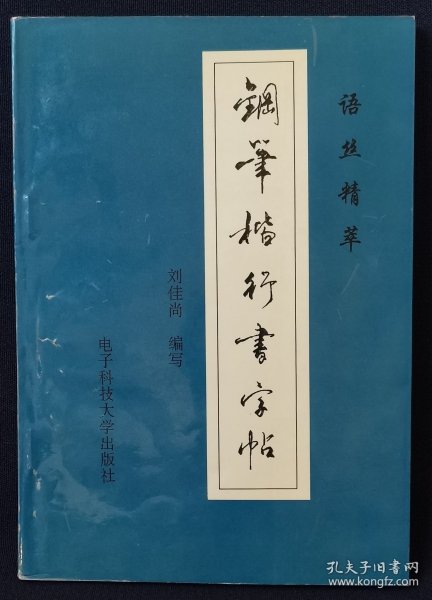 语丝精萃
鋼筆楷行書字帖
刘佳尚 编写
电子科技大学出版社
孔夫子旧书网
www.kongfz.com